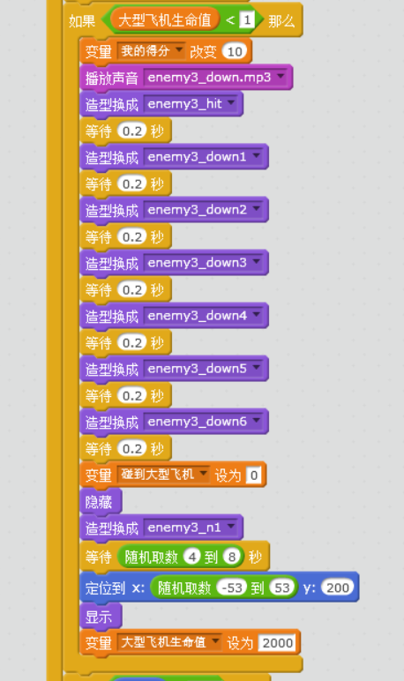 如果 大型飞机生命值 < 1 那么
变量 我的得分 改变 10
播放声音 enemy3_down.mp3
造型换成 enemy3_hit
等待 0.2 秒
造型换成 enemy3_down1
等待 0.2 秒
造型换成 enemy3_down2
等待 0.2 秒
造型换成 enemy3_down3
等待 0.2 秒
造型换成 enemy3_down4
等待 0.2 秒
造型换成 enemy3_down5
等待 0.2 秒
造型换成 enemy3_down6
等待 0.2 秒
变量 碰到大型飞机 设为 0
隐藏
造型换成 enemy3_n1
等待 随机取数 4 到 8 秒
定位到 x: 随机取数 -53 到 53 y: 200
显示
变量 大型飞机生命值 设为 2000